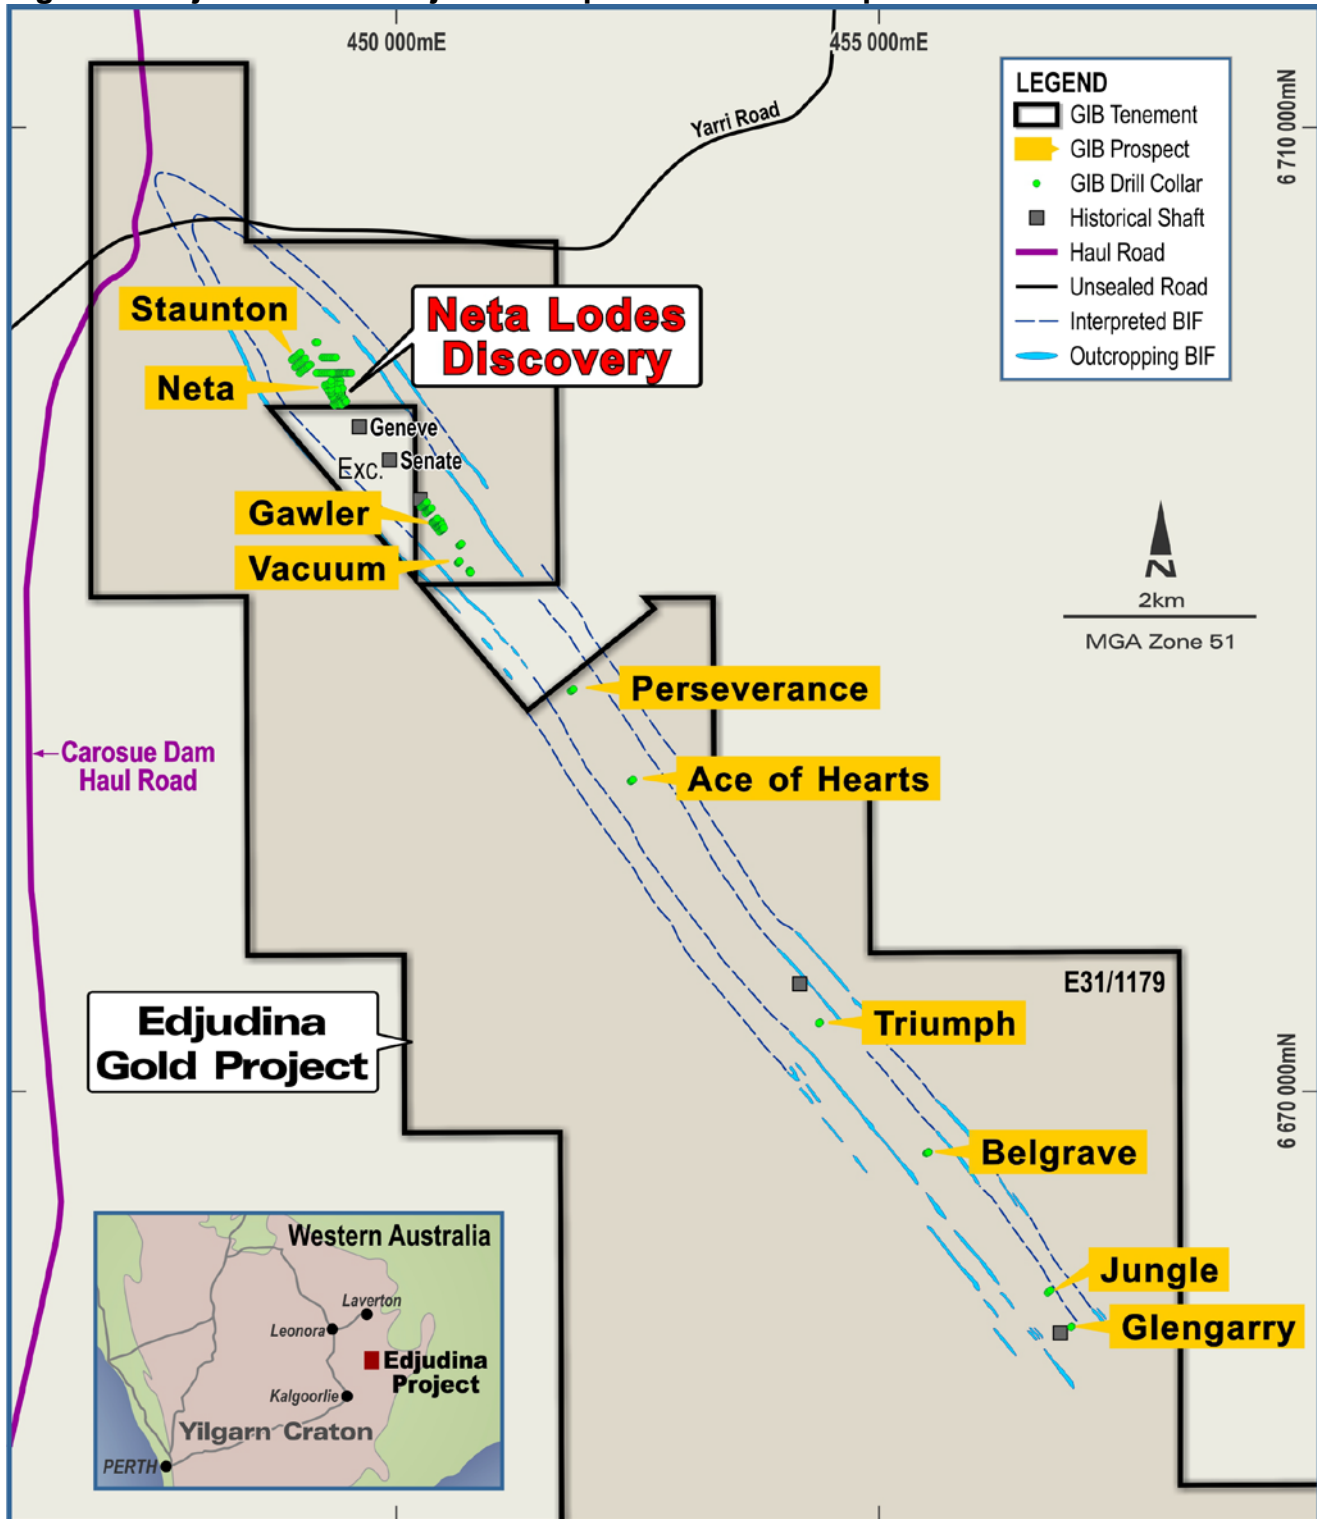 450 000mE
455 000mE
6 710 000mN
Yarri Road
LEGEND
GIB Tenement
GIB Prospect
GIB Drill Collar
Historical Shaft
Haul Road
Unsealed Road
Interpreted BIF
Outcropping BIF
Staunton
Neta Lodes
Discovery
Neta
Geneve
Senate
Exc.
Gawler
Vacuum
N
2km
MGA Zone 51
Perseverance
Carosue Dam
Haul Road
Ace of Hearts
E31/1179
Edjudina
Gold Project
Triumph
6 670 000mN
Belgrave
Jungle
Glengarry
Western Australia
Laverton
Leonora
Edjudina
Project
Kalgoorlie
Yilgarn Craton
PERTH